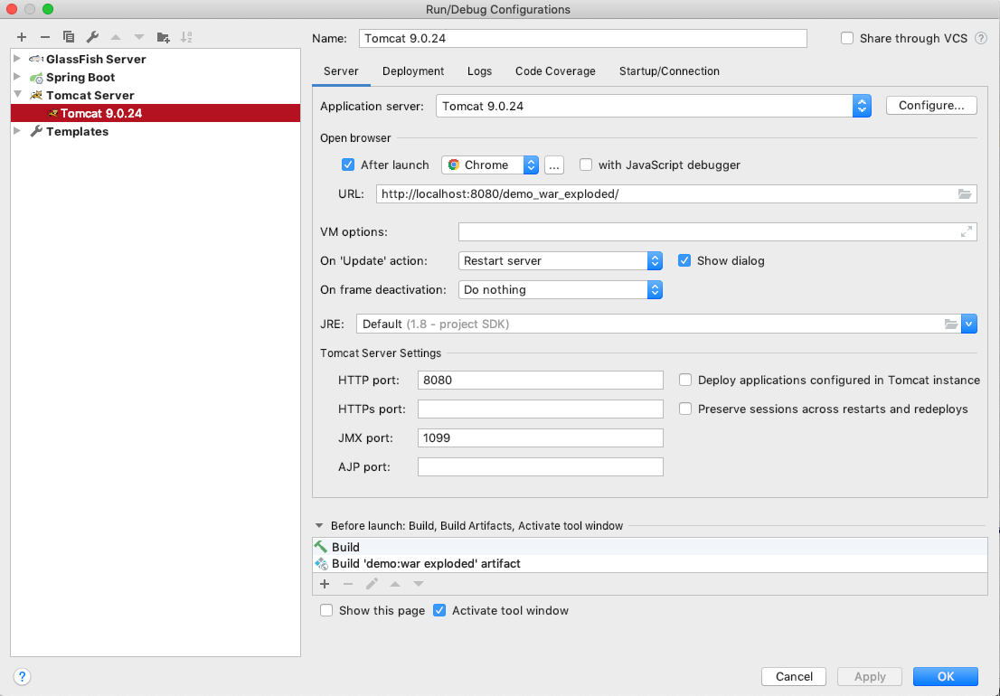 Run/Debug Configurations
GlassFish Server
Spring Boot
Tomcat Server
Tomcat 9.0.24
Templates
Name: Tomcat 9.0.24 Share through VCS ?
Server Deployment Logs Code Coverage Startup/Connection
Application server: Tomcat 9.0.24 Configure...
Open browser
After launch Chrome ... with JavaScript debugger
URL: http://localhost:8080/demo_war_exploded/
VM options:
On 'Update' action: Restart server Show dialog
On frame deactivation: Do nothing
JRE: Default (1.8 - project SDK)
Tomcat Server Settings
HTTP port: 8080 Deploy applications configured in Tomcat instance
HTTPs port: Preserve sessions across restarts and redeploys
JMX port: 1099
AJP port:
Before launch: Build, Build Artifacts, Activate tool window
Build
Build 'demo:war exploded' artifact
Show this page Activate tool window
? Cancel Apply OK